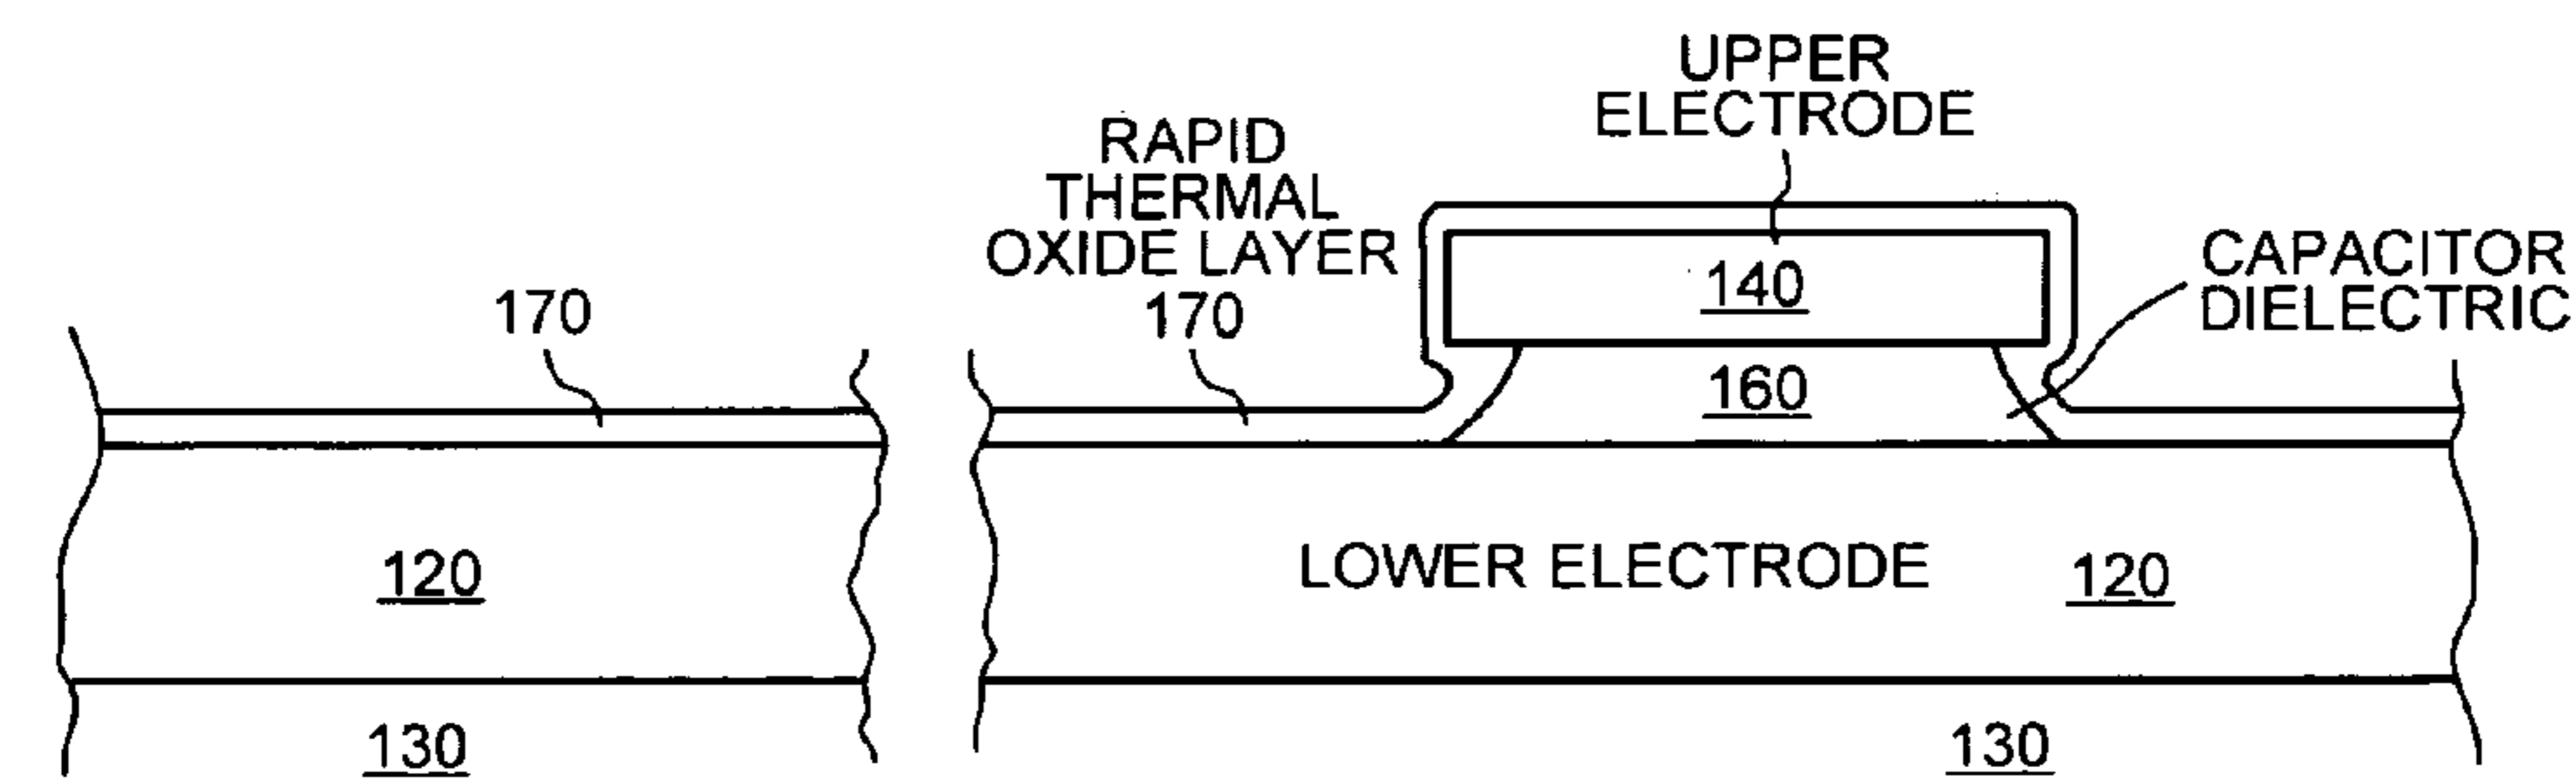 UPPER
ELECTRODE
RAPID
THERMAL
OXIDE LAYER
170
170
CAPACITOR
DIELECTRIC
140
160
LOWER ELECTRODE
120
120
130
130